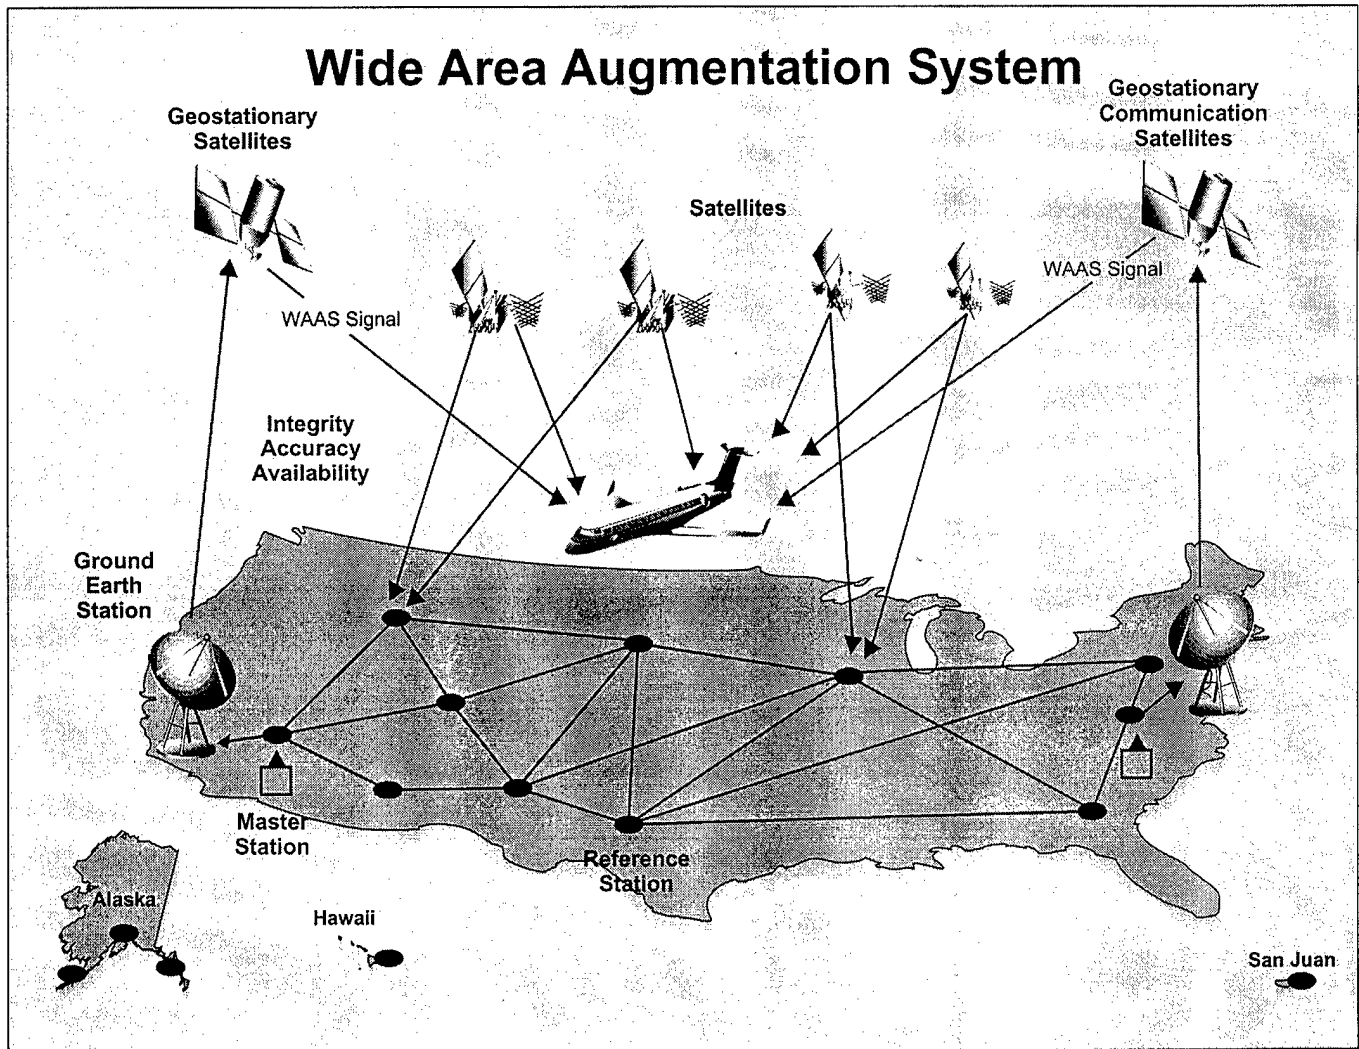 Wide Area Augmentation System
Geostationary
Satellites
Geostationary
Communication
Satellites
Satellites
WAAS Signal
WAAS Signal
Integrity
Accuracy
Availability
Ground
Earth
Station
Master
Station
Reference
Station
Alaska
Hawaii
San Juan